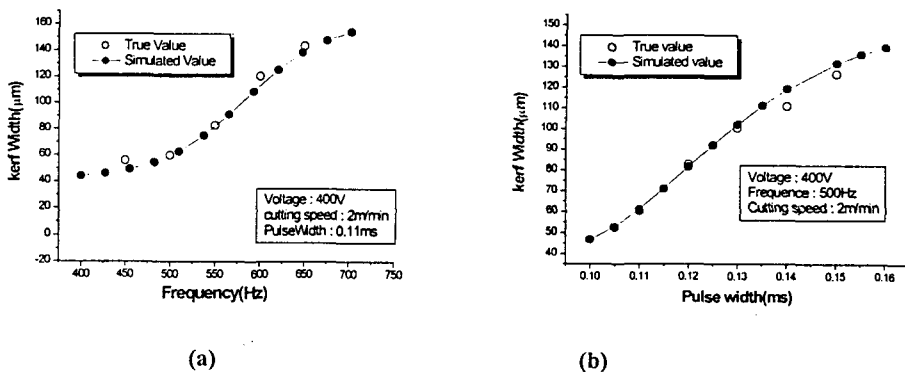 160
140
120
100
80
60
40
20
0
-20
kerf Width(μm)
True Value
Simulated Value
Voltage : 400V
cutting speed : 2m/min
PulseWidth : 0.11ms
400 450 500 550 600 650 700 750
Frequency(Hz)
(a)
150
140
130
120
110
100
90
80
70
60
50
40
kerf Width(μm)
True value
Simulated Value
Voltage : 400V
Frequence : 500Hz
Cutting speed : 2m/min
0.10 0.11 0.12 0.13 0.14 0.15 0.16
Pulse width(ms)
(b)